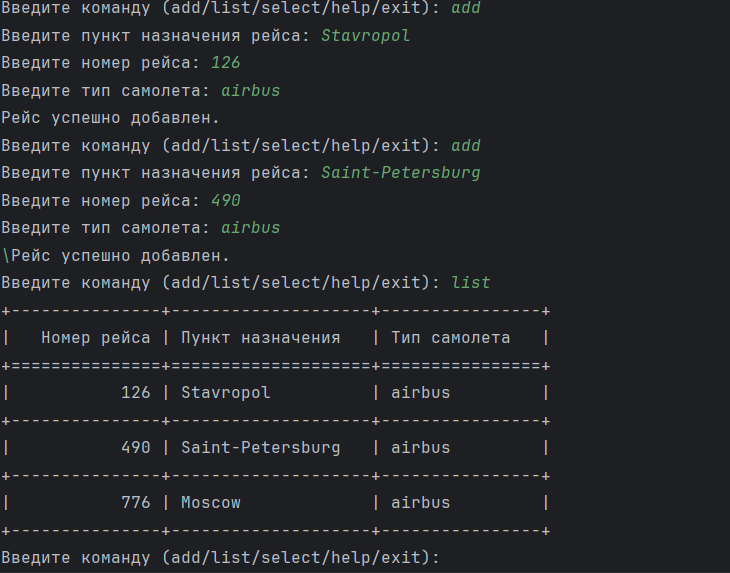 Введите команду (add/list/select/help/exit): add
Введите пункт назначения рейса: Stavropol
Введите номер рейса: 126
Введите тип самолета: airbus
Рейс успешно добавлен.
Введите команду (add/list/select/help/exit): add
Введите пункт назначения рейса: Saint-Petersburg
Введите номер рейса: 490
Введите тип самолета: airbus
\Рейс успешно добавлен.
Введите команду (add/list/select/help/exit): list
+---------------+--------------------+----------------+
|   Номер рейса | Пункт назначения   | Тип самолета   |
+===============+====================+================+
|           126 | Stavropol          | airbus         |
+---------------+--------------------+----------------+
|           490 | Saint-Petersburg   | airbus         |
+---------------+--------------------+----------------+
|           776 | Moscow             | airbus         |
+---------------+--------------------+----------------+
Введите команду (add/list/select/help/exit):